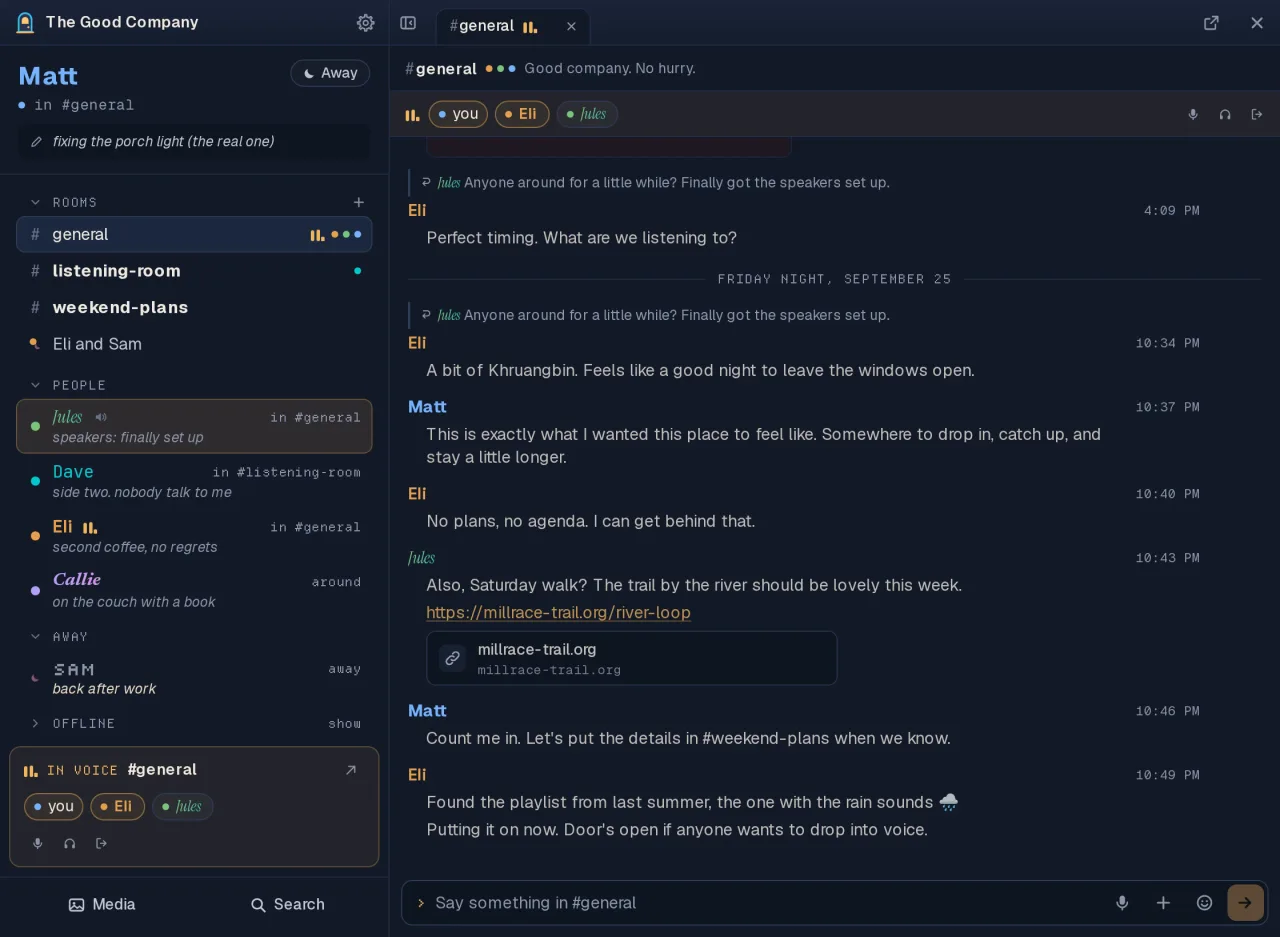 The Good Company
Matt
Away
in #general
fixing the porch light (the real one)
ROOMS
# general
# listening-room
# weekend-plans
Eli and Sam
PEOPLE
Jules
in #general
speakers: finally set up
Dave
in #listening-room
side two. nobody talk to me
Eli
in #general
second coffee, no regrets
Callie
around
on the couch with a book
AWAY
SAM
away
back after work
OFFLINE
show
IN VOICE #general
you
Eli
Jules
Media
Search
#general
#general
Good company. No hurry.
you
Eli
Jules
Jules Anyone around for a little while? Finally got the speakers set up.
Eli
4:09 PM
Perfect timing. What are we listening to?
FRIDAY NIGHT, SEPTEMBER 25
Jules Anyone around for a little while? Finally got the speakers set up.
Eli
10:34 PM
A bit of Khruangbin. Feels like a good night to leave the windows open.
Matt
10:37 PM
This is exactly what I wanted this place to feel like. Somewhere to drop in, catch up, and
stay a little longer.
Eli
10:40 PM
No plans, no agenda. I can get behind that.
Jules
10:43 PM
Also, Saturday walk? The trail by the river should be lovely this week.
https://millrace-trail.org/river-loop
millrace-trail.org
millrace-trail.org
Matt
10:46 PM
Count me in. Let's put the details in #weekend-plans when we know.
Eli
10:49 PM
Found the playlist from last summer, the one with the rain sounds 🌧️
Putting it on now. Door's open if anyone wants to drop into voice.
Say something in #general